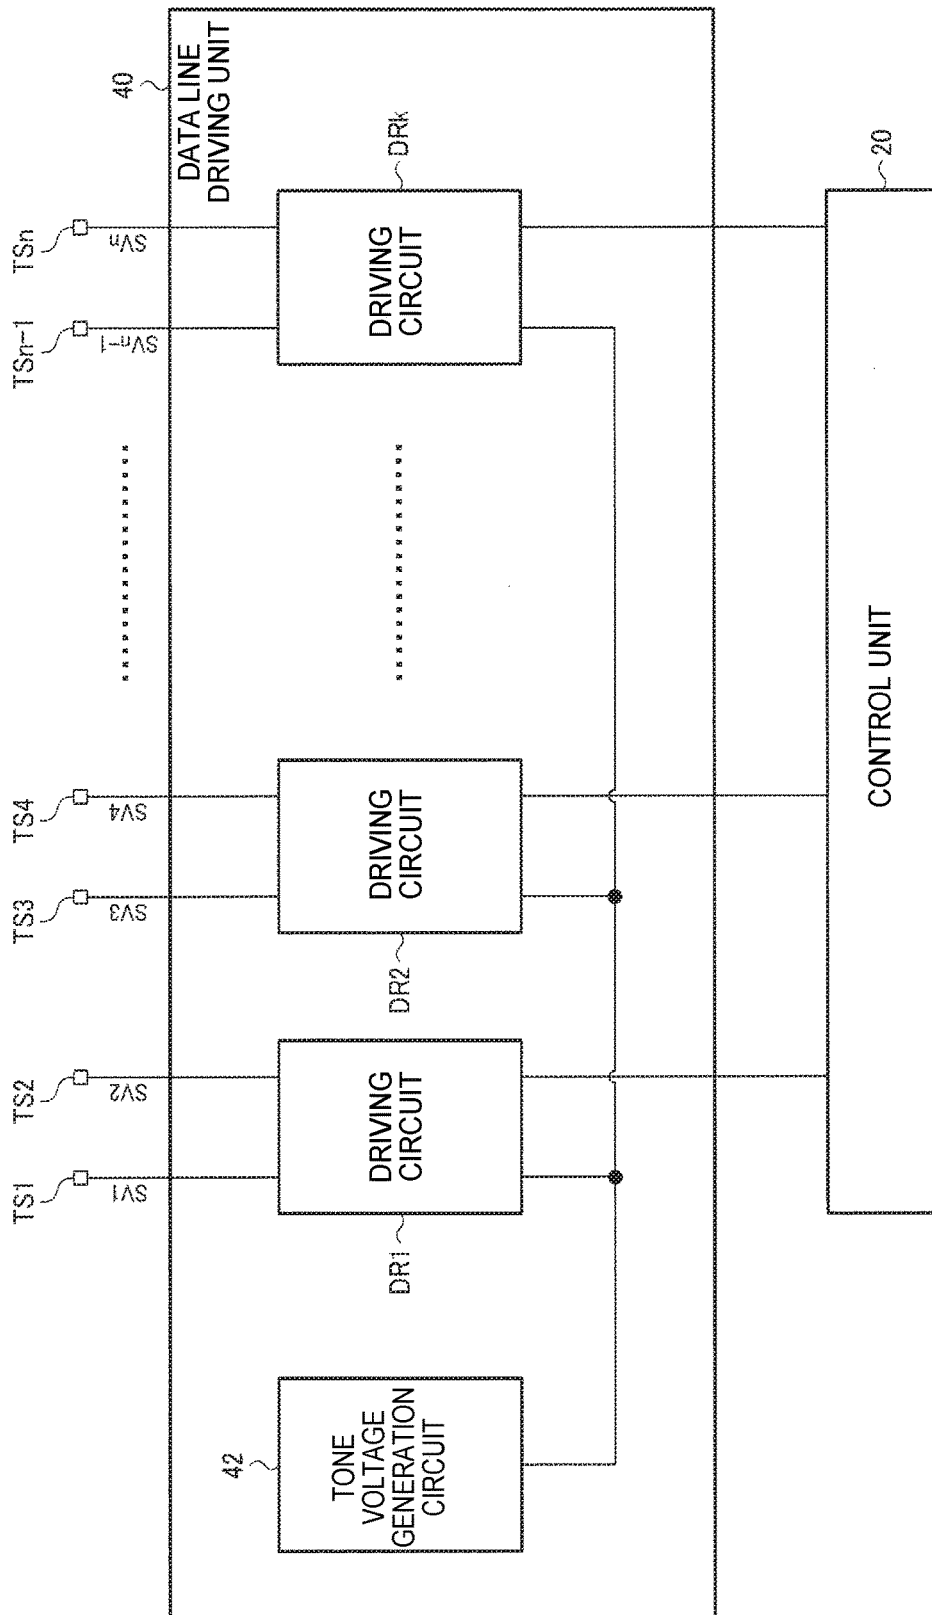 TS1
TS2
TS3
TS4
TSn-1
TSn
SV1
SV2
SV3
SV4
SVn-1
SVn
40
DATA LINE
DRIVING UNIT
42
TONE
VOLTAGE
GENERATION
CIRCUIT
DR1
DRIVING
CIRCUIT
DR2
DRIVING
CIRCUIT
DRIVING
CIRCUIT
DRk
20
CONTROL UNIT